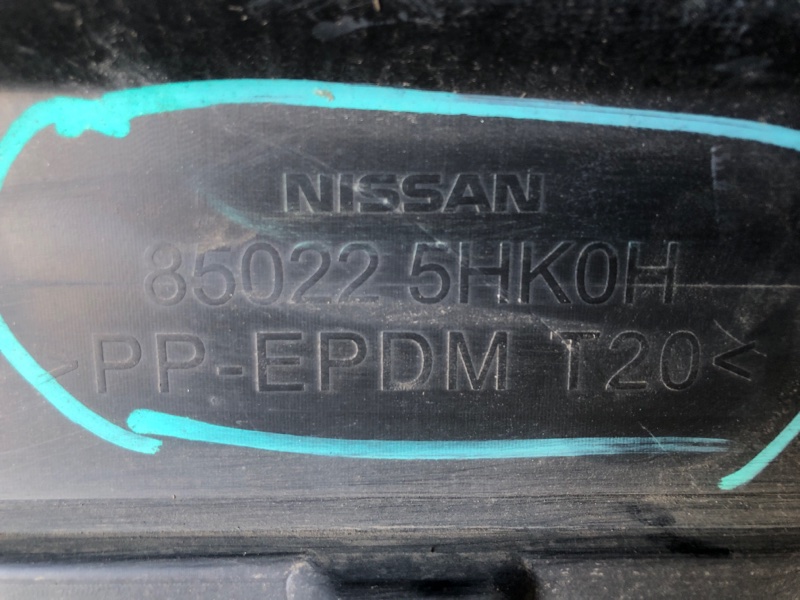 NISSAN
85022 5HK0H
>PP-EPDM T20<